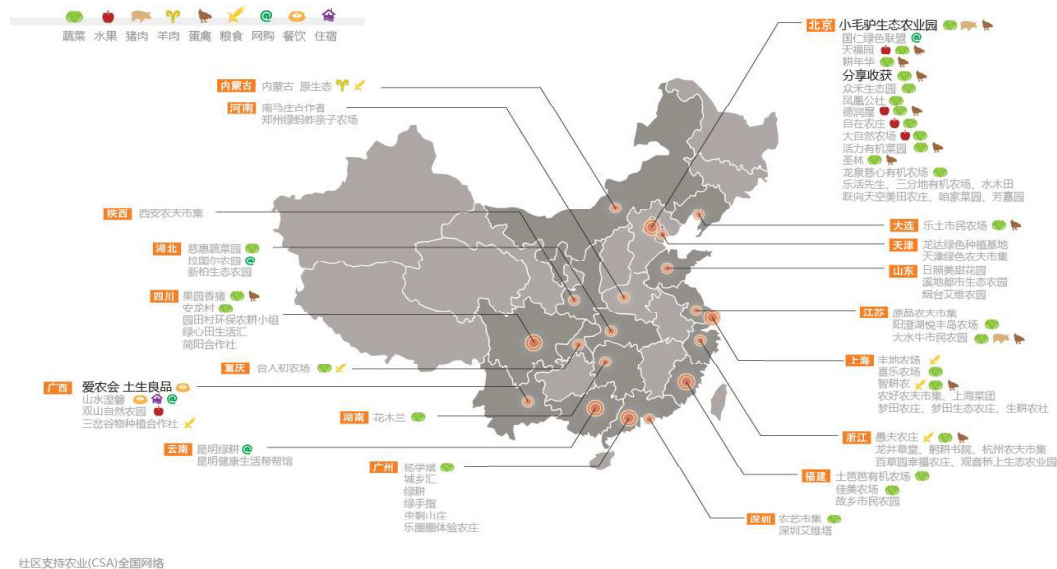 蔬菜 水果 猪肉 羊肉 蛋禽 粮食 网购 餐饮 住宿
北京 小毛驴生态农业园
国仁绿色联盟
天福园
耕年华
分享收获
众禾生态园
凤凰公社
德润屋
自在农庄
大自然农场
活力有机菜园
圣林
龙泉慈心有机农场
乐活先生、三分地有机农场、水木田
跃向天空美田农庄、咱家菜园、芳嘉园
内蒙古 内蒙古 原生态
河南 南马庄合作者
郑州绿蚂蚱亲子农场
陕西 西安农夫市集
湖北 慈惠蔬菜园
拉图尔农园
新柏生态农园
四川 果园香猪
安龙村
园田村环保农耕小组
绿心田生活汇
简阳合作社
重庆 合人初农场
广西 爱农会 土生良品
山水涅磐
双山自然农园
三岔谷物种植合作社
湖南 花木兰
云南 昆明绿耕
昆明健康生活帮帮馆
广州 杨学斌
城乡汇
绿耕
绿手指
虫剩山庄
乐圈圈体验农庄
大连 乐土市民农场
天津 龙达绿色种植基地
天津绿色农夫市集
山东 日照美甜花园
溪地都市生态农园
烟台艾维农园
江苏 原品农夫市集
阳澄湖悦丰岛农场
大水牛市民农园
上海 丰地农场
喜乐农场
智耕农
农好农夫市集、上海菜团
梦田农庄、梦田生态农庄、生耕农社
浙江 愚夫农庄
龙井草堂、躬耕书院、杭州农夫市集
百草园幸福农庄、观音桥上生态农业园
福建 土芭芭有机农场
佳美农场
故乡市民农园
深圳 农艺市集
深圳艾维塔
社区支持农业(CSA)全国网络